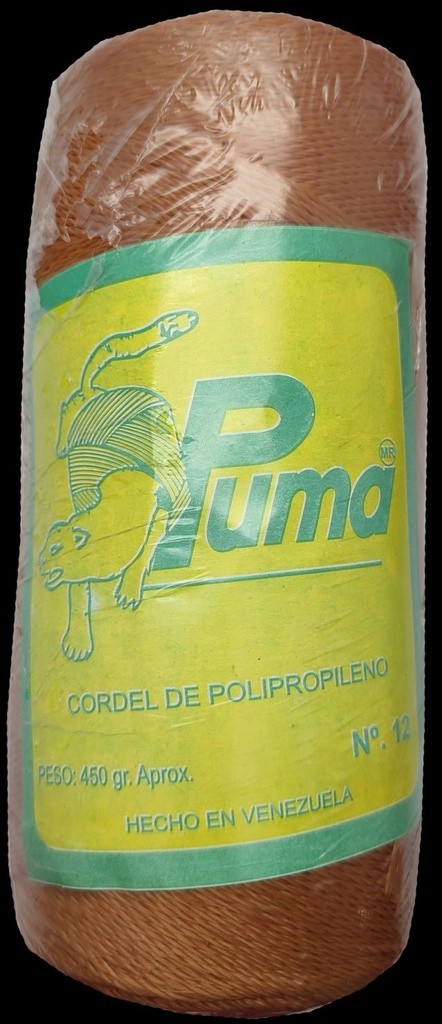 Puma MR
CORDEL DE POLIPROPILENO
Nº. 12
PESO: 450 gr. Aprox.
HECHO EN VENEZUELA